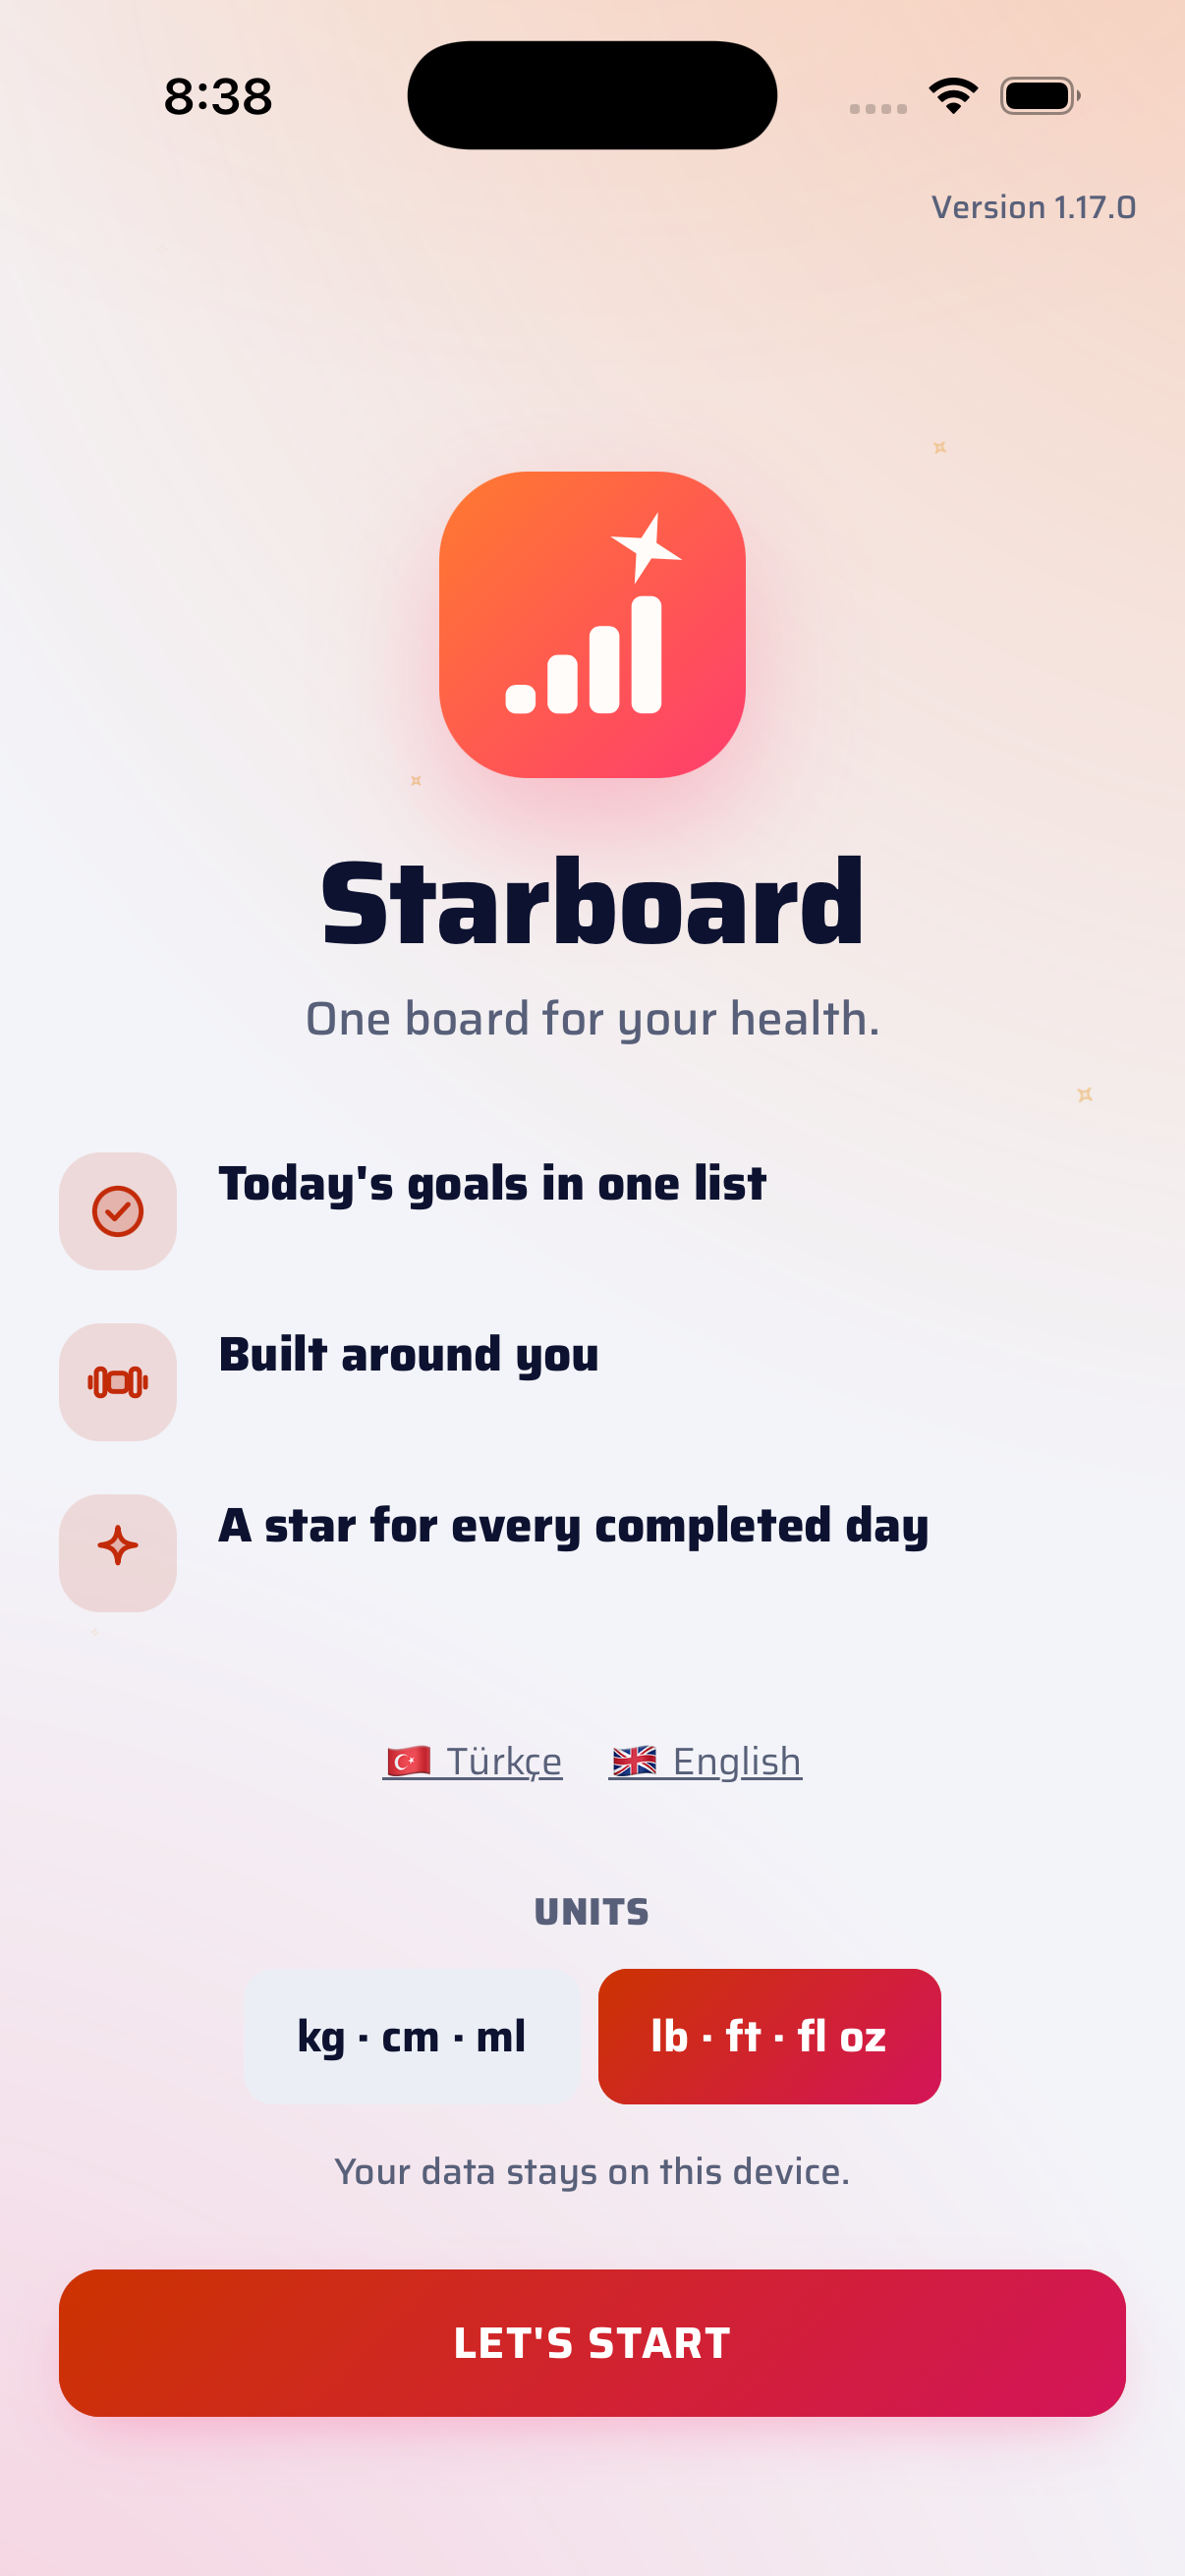 8:38
Version 1.17.0
Starboard
One board for your health.
Today's goals in one list
Built around you
A star for every completed day
Türkçe English
UNITS
kg · cm · ml lb · ft · fl oz
Your data stays on this device.
LET'S START